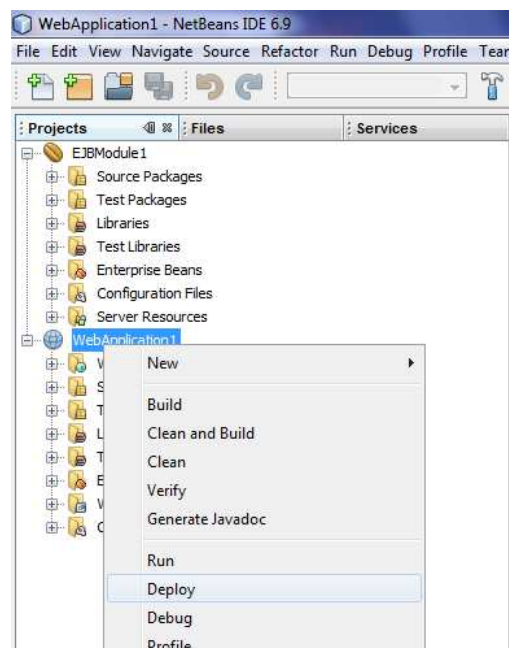 WebApplication1 - NetBeans IDE 6.9
File Edit View Navigate Source Refactor Run Debug Profile Tear
Projects Files Services
EJBModule1
Source Packages
Test Packages
Libraries
Test Libraries
Enterprise Beans
Configuration Files
Server Resources
WebApplication1
New
Build
Clean and Build
Clean
Verify
Generate Javadoc
Run
Deploy
Debug
Profile